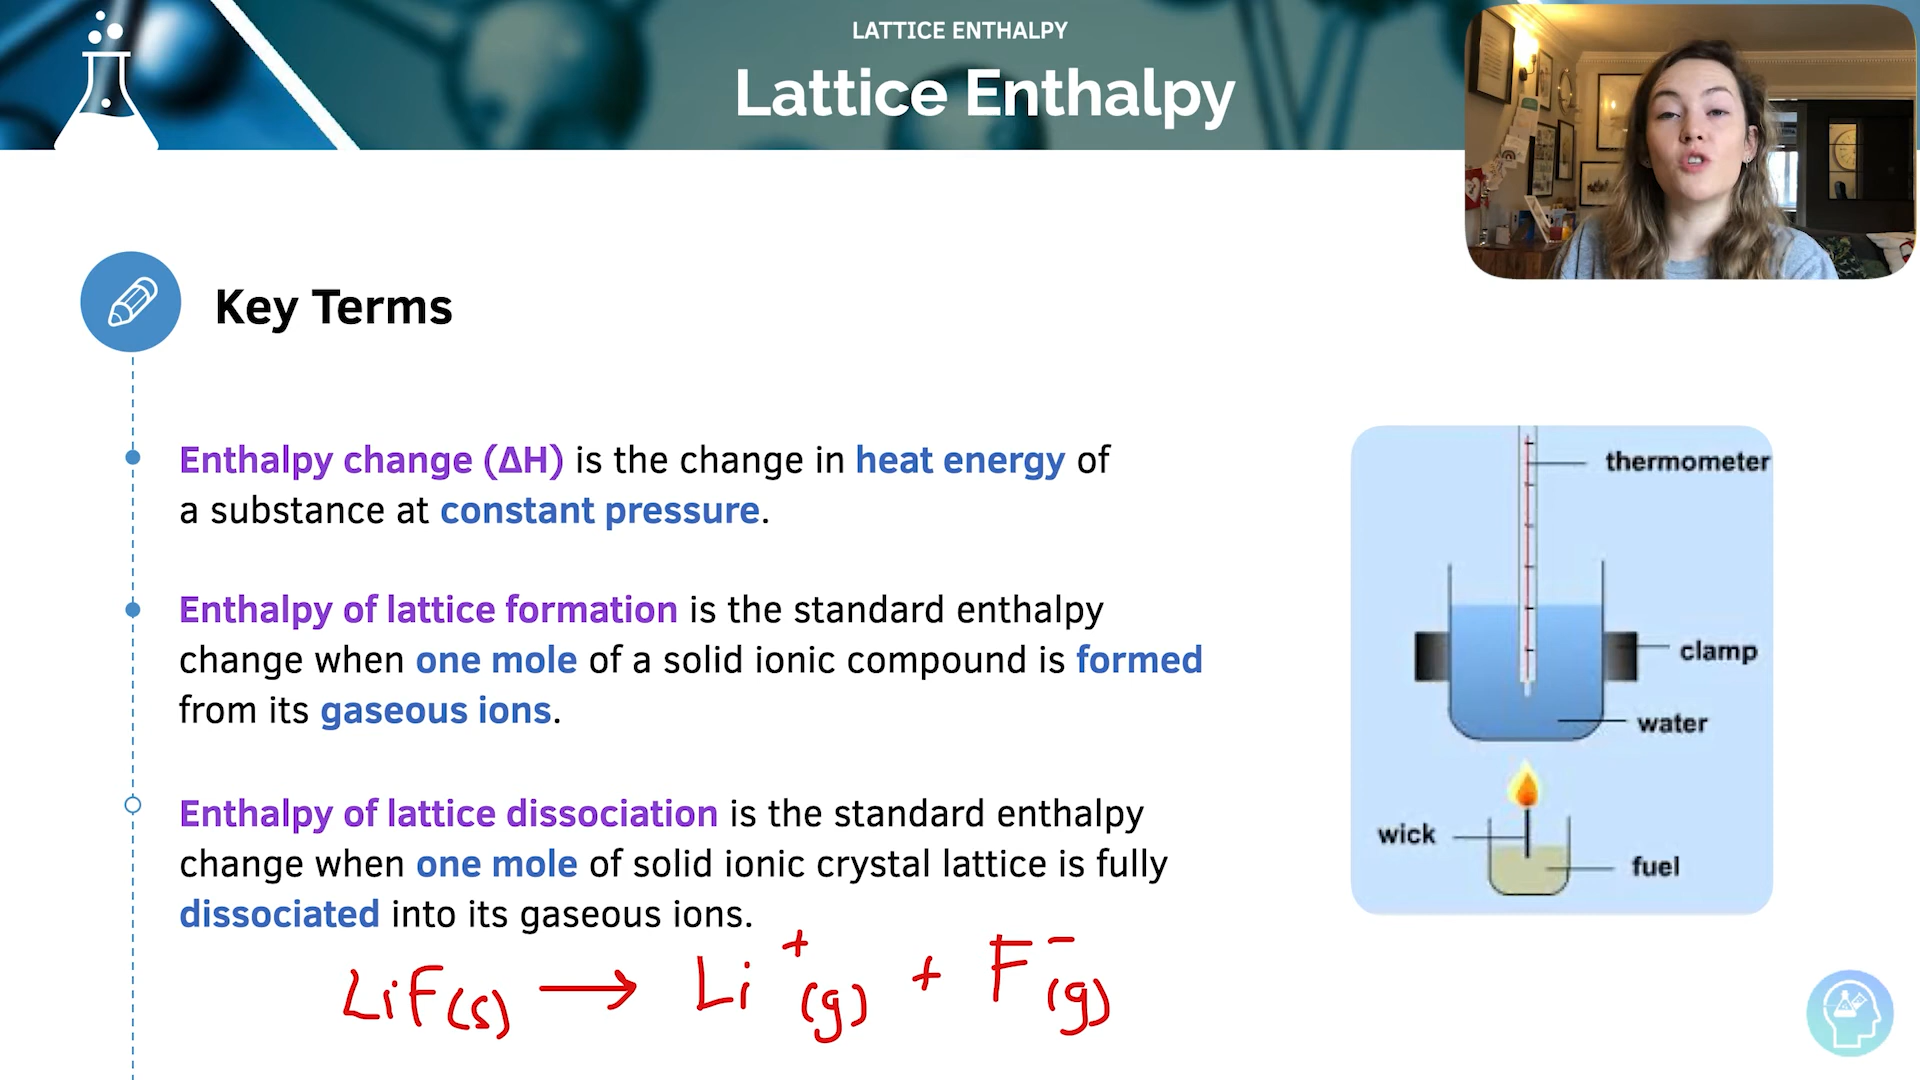 LATTICE ENTHALPY
Lattice Enthalpy
Key Terms
Enthalpy change (ΔH) is the change in heat energy of
a substance at constant pressure.
Enthalpy of lattice formation is the standard enthalpy
change when one mole of a solid ionic compound is formed
from its gaseous ions.
Enthalpy of lattice dissociation is the standard enthalpy
change when one mole of solid ionic crystal lattice is fully
dissociated into its gaseous ions.
LiF(s) → Li⁺(g) + F⁻(g)
thermometer
clamp
water
wick
fuel